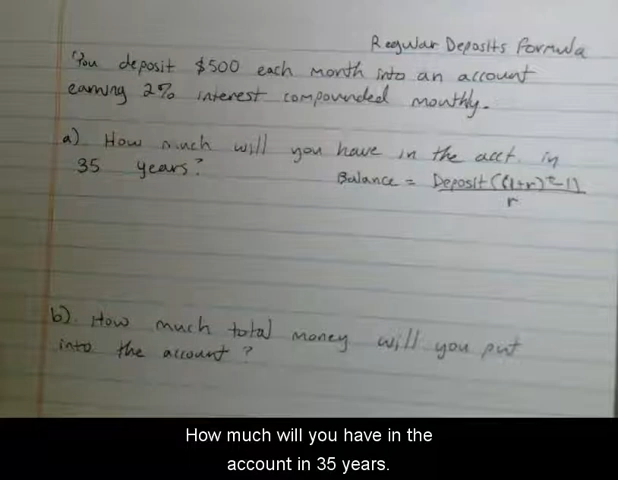 Regular Deposits Formula
You deposit $500 each month into an account
earning 2% interest compounded monthly.
a) How much will you have in the acct. in
35 years?
Balance = Deposit((1+r)^T-1)
r
b). How much total money will you put
into the account?
How much will you have in the
account in 35 years.